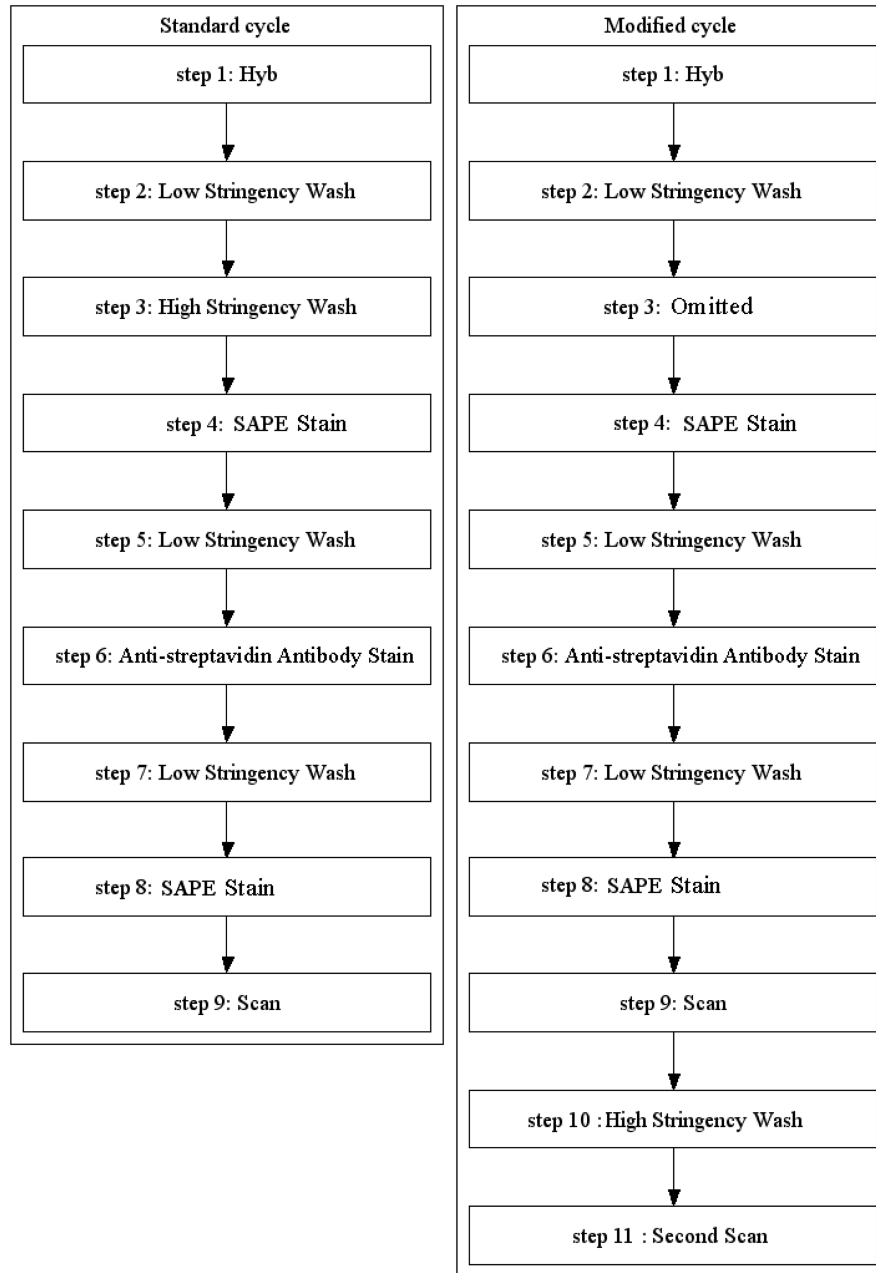 Standard cycle
step 1: Hyb
step 2: Low Stringency Wash
step 3: High Stringency Wash
step 4: SAPE Stain
step 5: Low Stringency Wash
step 6: Anti-streptavidin Antibody Stain
step 7: Low Stringency Wash
step 8: SAPE Stain
step 9: Scan
Modified cycle
step 1: Hyb
step 2: Low Stringency Wash
step 3: Omitted
step 4: SAPE Stain
step 5: Low Stringency Wash
step 6: Anti-streptavidin Antibody Stain
step 7: Low Stringency Wash
step 8: SAPE Stain
step 9: Scan
step 10 : High Stringency Wash
step 11 : Second Scan